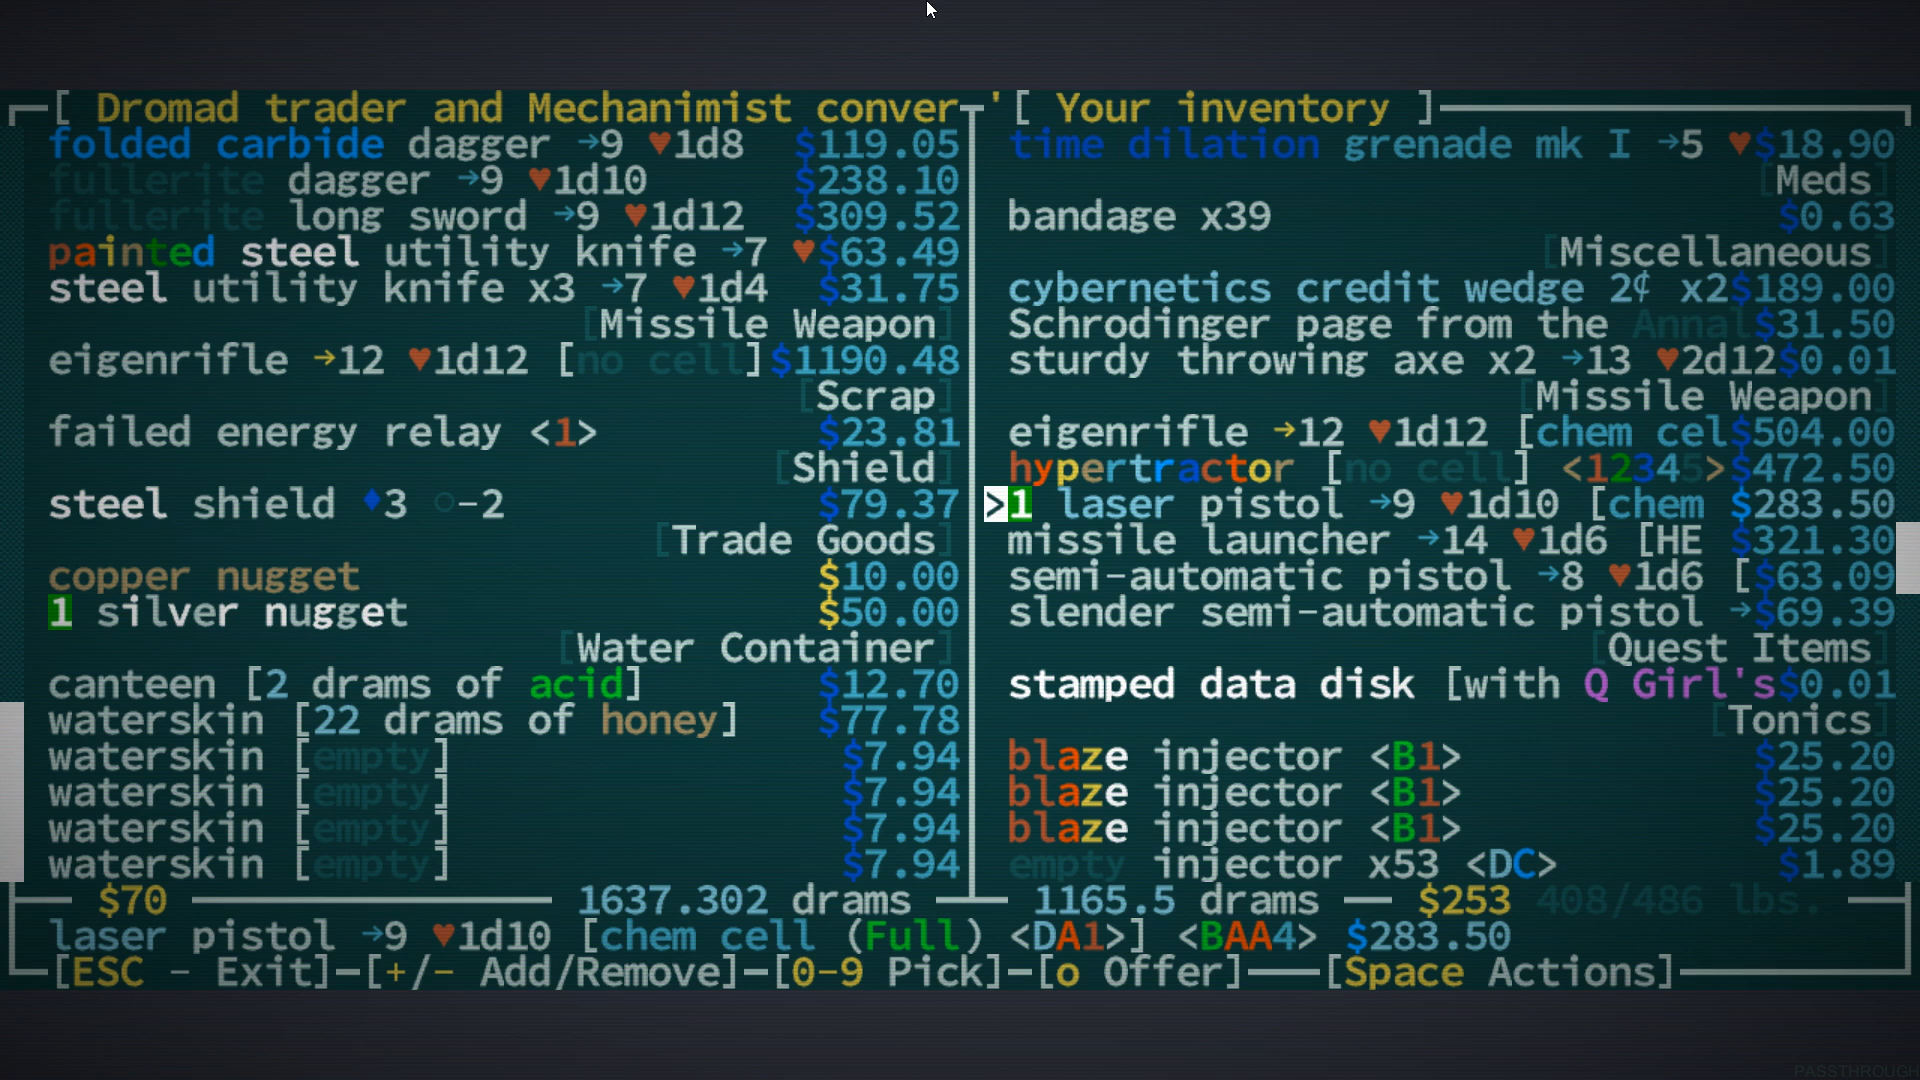 [ Dromad trader and Mechanimist conver
folded carbide dagger →9 ♥1d8 $119.05
fullerite dagger →9 ♥1d10 $238.10
fullerite long sword →9 ♥1d12 $309.52
painted steel utility knife →7 ♥$63.49
steel utility knife x3 →7 ♥1d4 $31.75
[Missile Weapon]
eigenrifle →12 ♥1d12 [no cell]$1190.48
[Scrap]
failed energy relay <1> $23.81
[Shield]
steel shield ♦3 ○-2 $79.37
[Trade Goods]
copper nugget $10.00
1 silver nugget $50.00
[Water Container]
canteen [2 drams of acid] $12.70
waterskin [22 drams of honey] $77.78
waterskin [empty] $7.94
waterskin [empty] $7.94
waterskin [empty] $7.94
waterskin [empty] $7.94
$70 1637.302 drams
'[ Your inventory ]
time dilation grenade mk I →5 ♥$18.90
[Meds]
bandage x39 $0.63
[Miscellaneous]
cybernetics credit wedge 2¢ x2$189.00
Schrodinger page from the Annal$31.50
sturdy throwing axe x2 →13 ♥2d12$0.01
[Missile Weapon]
eigenrifle →12 ♥1d12 [chem cel$504.00
hypertractor [no cell] <12345>$472.50
>1 laser pistol →9 ♥1d10 [chem $283.50
missile launcher →14 ♥1d6 [HE $321.30
semi-automatic pistol →8 ♥1d6 [$63.09
slender semi-automatic pistol →$69.39
[Quest Items]
stamped data disk [with Q Girl's$0.01
[Tonics]
blaze injector <B1> $25.20
blaze injector <B1> $25.20
blaze injector <B1> $25.20
empty injector x53 <DC> $1.89
1165.5 drams — $253 408/486 lbs.
laser pistol →9 ♥1d10 [chem cell (Full) <DA1>] <BAA4> $283.50
[ESC - Exit]—[+/- Add/Remove]—[0-9 Pick]—[o Offer]——[Space Actions]
PASSTHROUGH